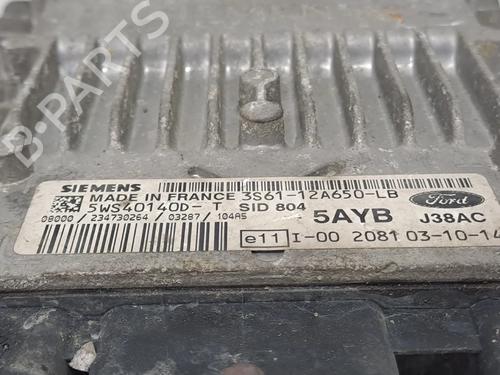 B-Parts
SIEMENS
MADE IN FRANCE 3S61-12A650-LB
5WS40140D-T SID 804
08000 / 234730264 / 03287 / 104A5
5AYB
Ford
J38AC
e11 I-00 2081 03-10-14